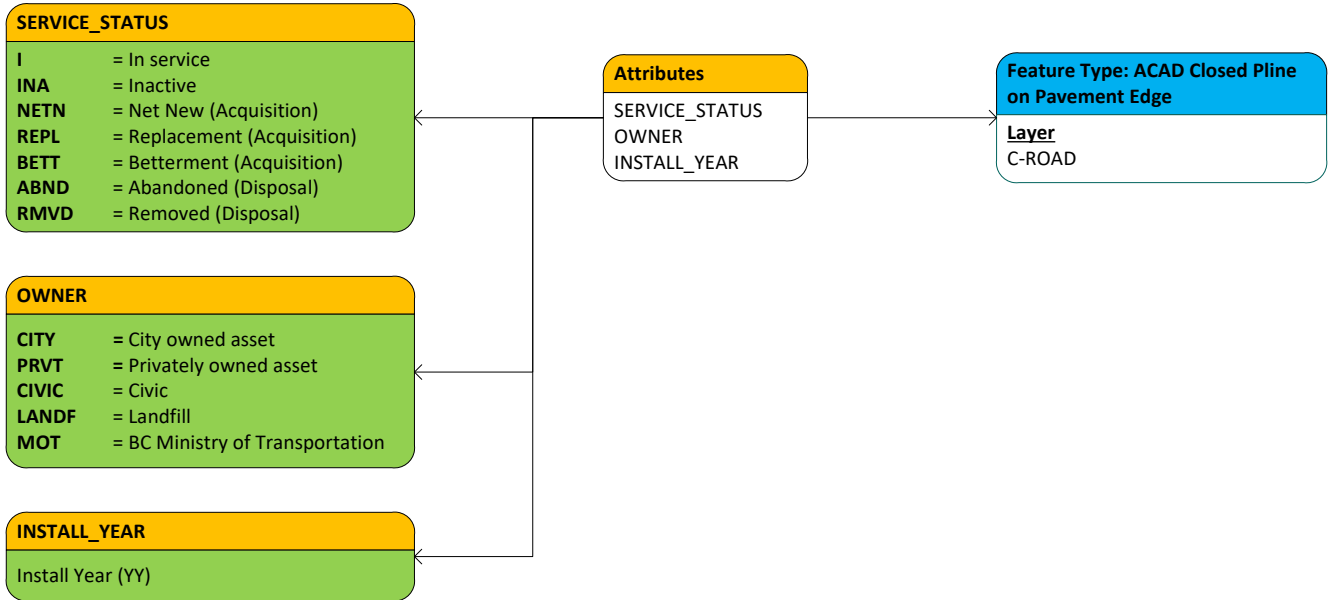 SERVICE_STATUS
I = In service
INA = Inactive
NETN = Net New (Acquisition)
REPL = Replacement (Acquisition)
BETT = Betterment (Acquisition)
ABND = Abandoned (Disposal)
RMVD = Removed (Disposal)
OWNER
CITY = City owned asset
PRVT = Privately owned asset
CIVIC = Civic
LANDF = Landfill
MOT = BC Ministry of Transportation
INSTALL_YEAR
Install Year (YY)
Attributes
SERVICE_STATUS
OWNER
INSTALL_YEAR
Feature Type: ACAD Closed Pline
on Pavement Edge
Layer
C-ROAD